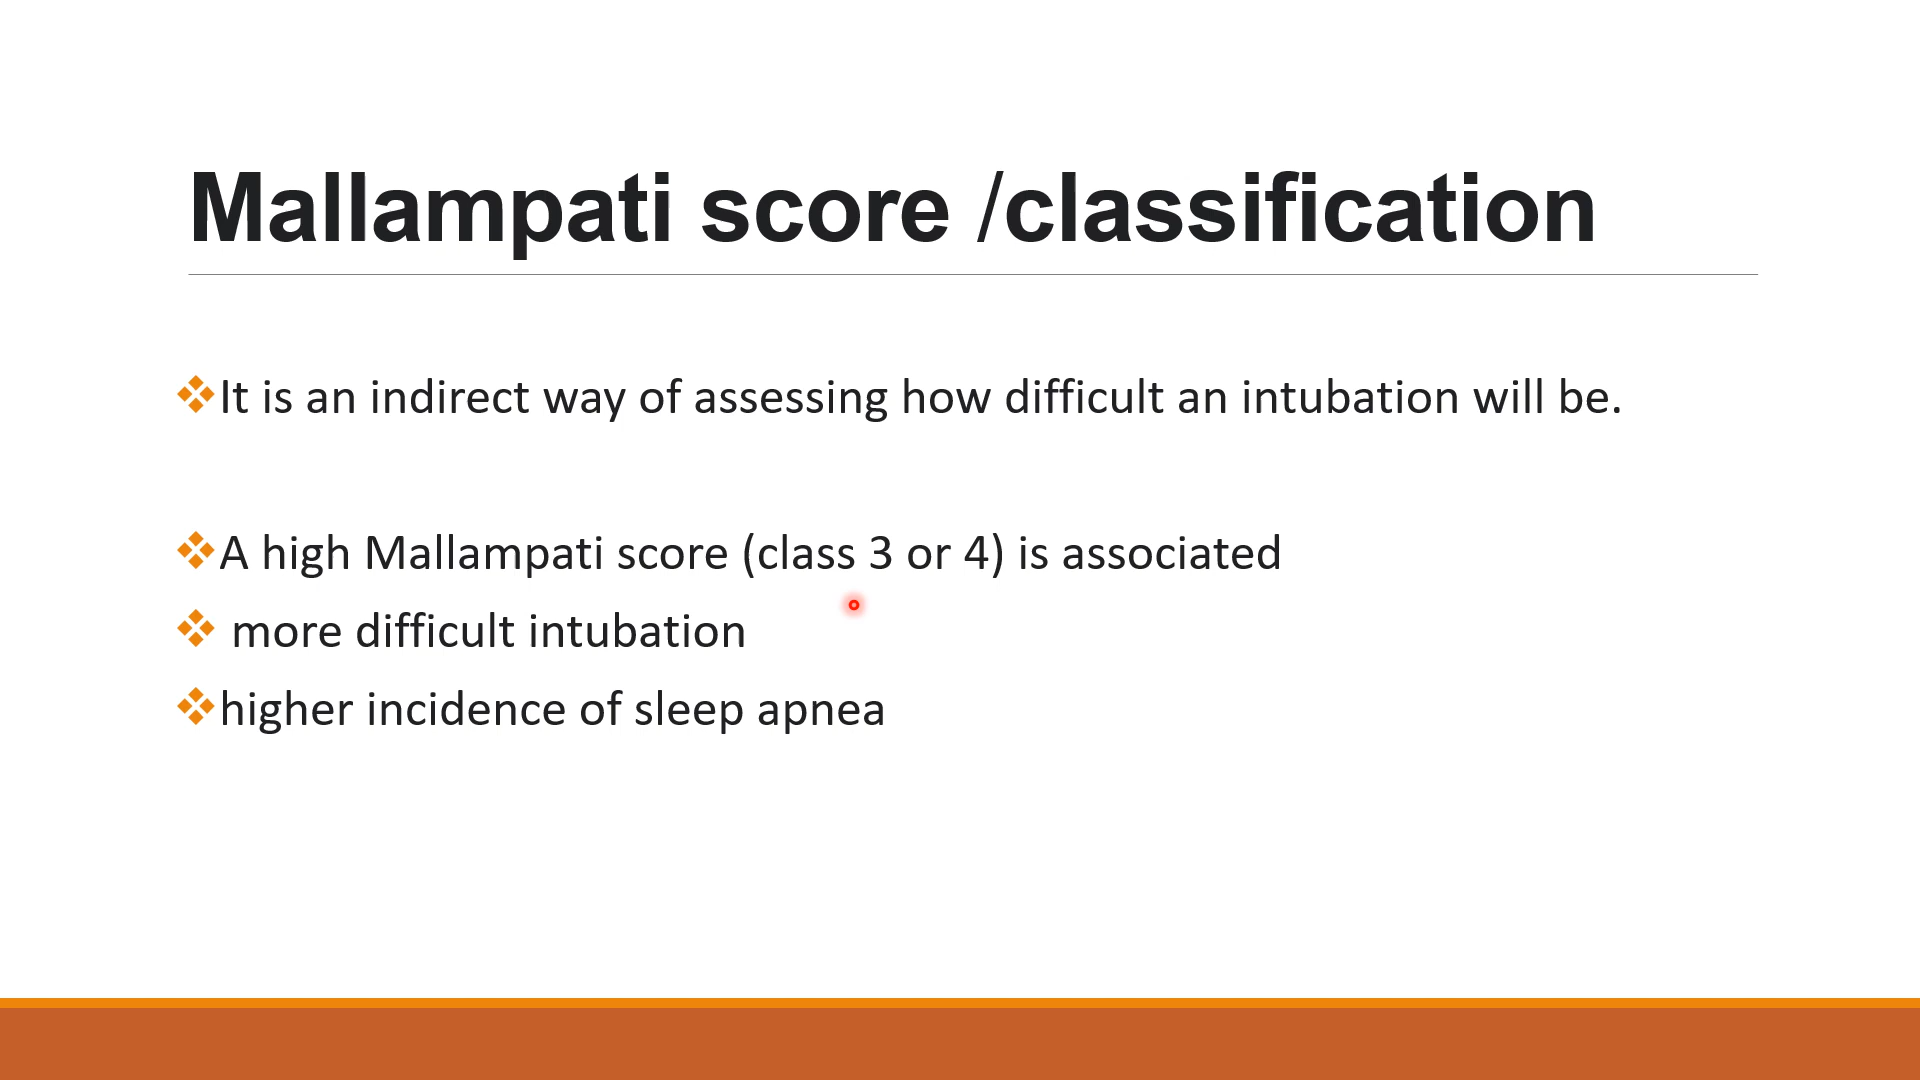 Mallampati score /classification
It is an indirect way of assessing how difficult an intubation will be.
A high Mallampati score (class 3 or 4) is associated
more difficult intubation
higher incidence of sleep apnea